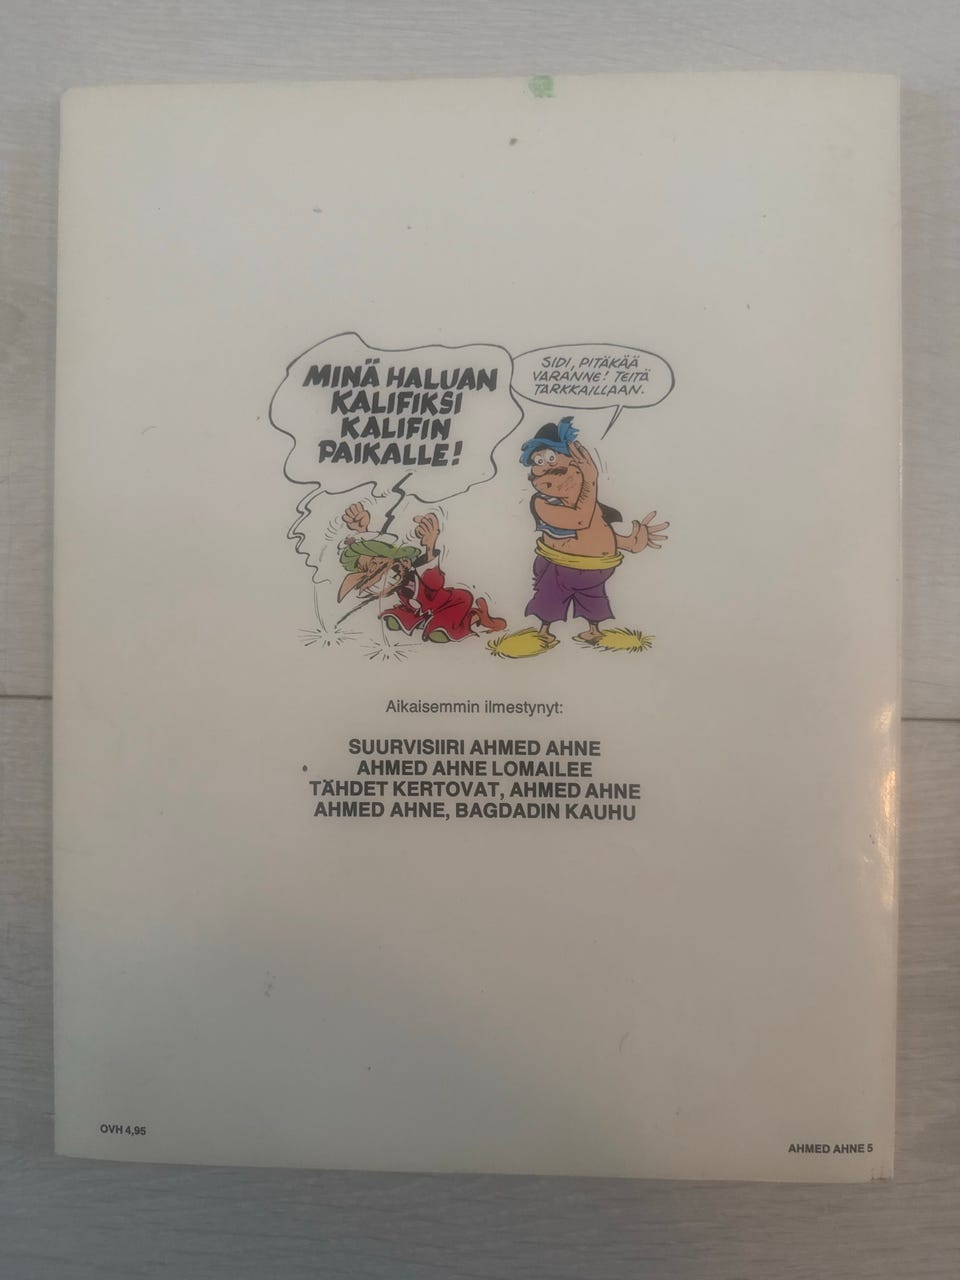 MINÄ HALUAN
KALIFIKSI
KALIFIN
PAIKALLE!
SIDI, PITÄKÄÄ
VARANNE! TEITÄ
TARKKAILLAAN.
Aikaisemmin ilmestynyt:
SUURVISIIRI AHMED AHNE
AHMED AHNE LOMAILEE
TÄHDET KERTOVAT, AHMED AHNE
AHMED AHNE, BAGDADIN KAUHU
OVH 4,95
AHMED AHNE 5